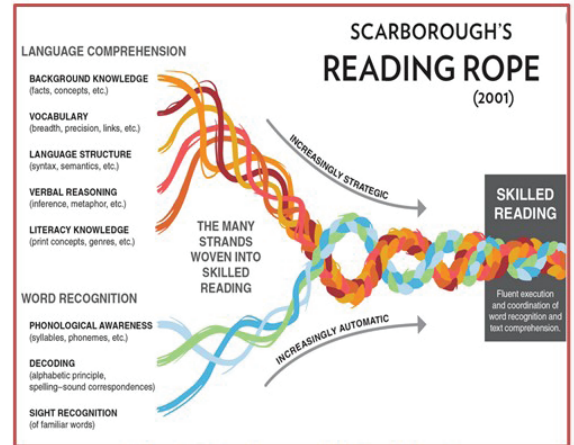 SCARBOROUGH'S
READING ROPE
(2001)
LANGUAGE COMPREHENSION
BACKGROUND KNOWLEDGE
(facts, concepts, etc.)
VOCABULARY
(breadth, precision, links, etc.)
LANGUAGE STRUCTURE
(syntax, semantics, etc.)
VERBAL REASONING
(inference, metaphor, etc.)
LITERACY KNOWLEDGE
(print concepts, genres, etc.)
THE MANY
STRANDS
WOVEN INTO
SKILLED
READING
INCREASINGLY STRATEGIC
SKILLED
READING
Fluent execution
and coordination of
word recognition and
text comprehension.
WORD RECOGNITION
PHONOLOGICAL AWARENESS
(syllables, phonemes, etc.)
DECODING
(alphabetic principle,
spelling–sound correspondences)
SIGHT RECOGNITION
(of familiar words)
INCREASINGLY AUTOMATIC